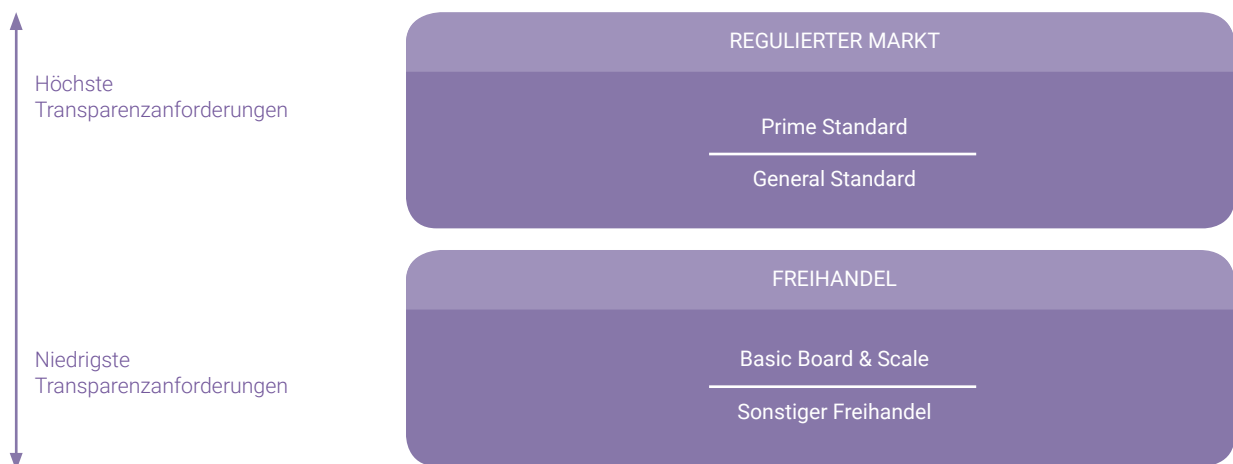 REGULIERTER MARKT
Höchste
Transparenzanforderungen
Prime Standard
General Standard
FREIHANDEL
Niedrigste
Transparenzanforderungen
Basic Board & Scale
Sonstiger Freihandel